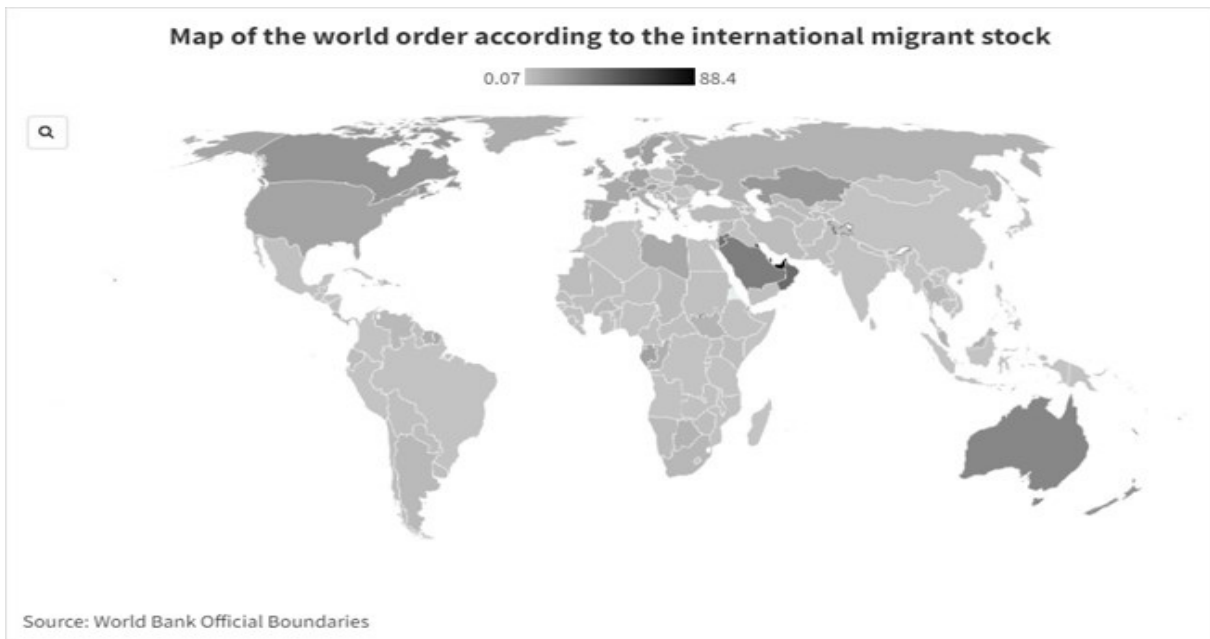 Map of the world order according to the international migrant stock
0.07 88.4
Source: World Bank Official Boundaries